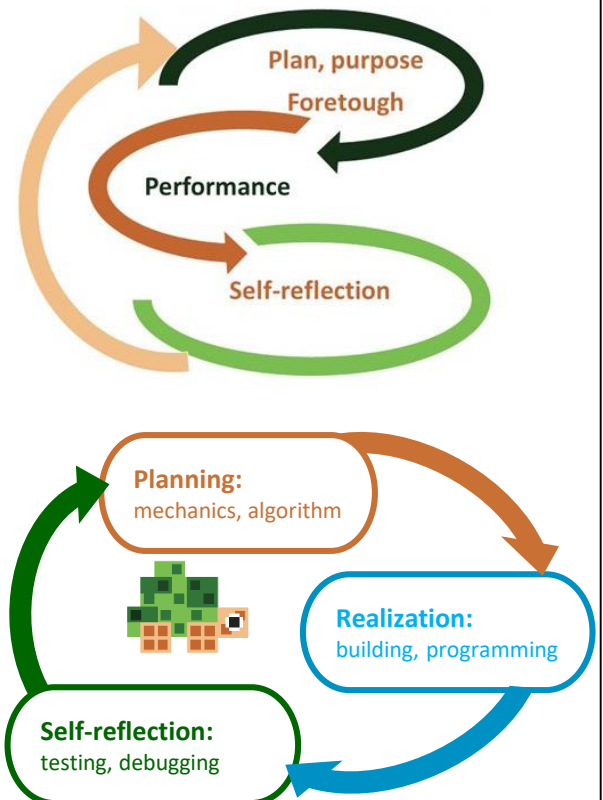 Plan, purpose
Foretough
Performance
Self-reflection
Planning:
mechanics, algorithm
Realization:
building, programming
Self-reflection:
testing, debugging